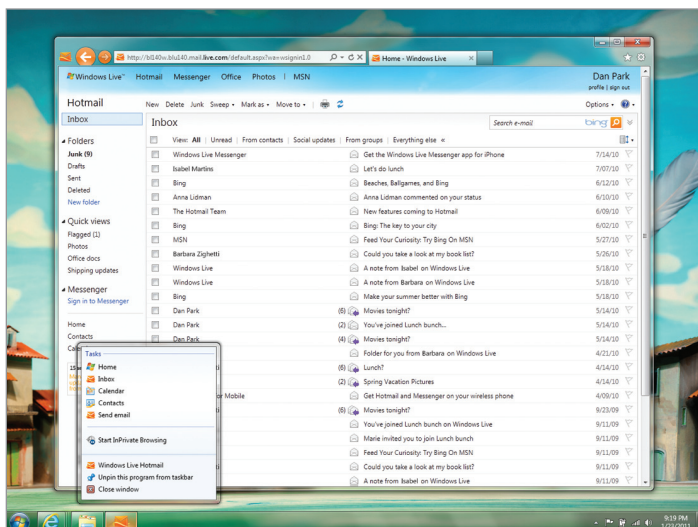 http://bl140w.blu140.mail.live.com/default.aspx?wa=wsignin1.0
Home - Windows Live
Windows Live Hotmail Messenger Office Photos | MSN
Dan Park
profile | sign out
Hotmail
New Delete Junk Sweep Mark as Move to
Options
Inbox
Inbox
Search e-mail
bing
View: All | Unread | From contacts | Social updates | From groups | Everything else «
Folders
Junk (9)
Drafts
Sent
Deleted
New folder
Quick views
Flagged (1)
Photos
Office docs
Shipping updates
Messenger
Sign in to Messenger
Home
Contacts
Windows Live Messenger Get the Windows Live Messenger app for iPhone 7/14/10
Isabel Martins Let's do lunch 7/07/10
Bing Beaches, Ballgames, and Bing 6/12/10
Anna Lidman Anna Lidman commented on your status 6/10/10
The Hotmail Team New features coming to Hotmail 6/09/10
Bing Bing: The key to your city 6/02/10
MSN Feed Your Curiosity: Try Bing On MSN 5/27/10
Barbara Zighetti Could you take a look at my book list? 5/26/10
Windows Live A note from Isabel on Windows Live 5/18/10
Windows Live A note from Barbara on Windows Live 5/18/10
Bing Make your summer better with Bing 5/18/10
Dan Park (6) Movies tonight? 5/14/10
Dan Park (2) You've joined Lunch bunch... 5/14/10
Dan Park (4) Movies tonight? 5/14/10
Folder for you from Barbara on Windows Live 4/21/10
(6) Lunch? 4/14/10
(2) Spring Vacation Pictures 4/14/10
or Mobile Get Hotmail and Messenger on your wireless phone 4/09/10
(6) Movies tonight? 9/23/09
You've joined Lunch bunch on Windows Live 9/11/09
Marie invited you to join Lunch bunch 9/11/09
Feed Your Curiosity: Try Bing On MSN 9/11/09
Could you take a look at my book list? 9/11/09
A note from Isabel on Windows Live 9/11/09
Tasks
Home
Inbox
Calendar
Contacts
Send email
Start InPrivate Browsing
Windows Live Hotmail
Unpin this program from taskbar
Close window
9:19 PM
1/23/2011